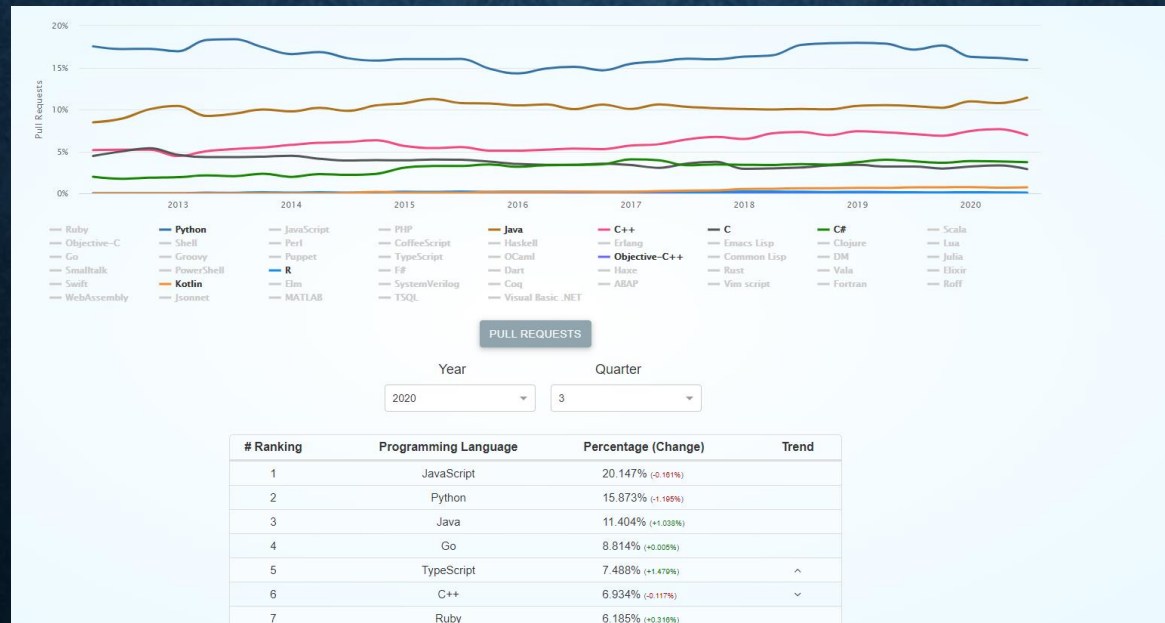 20%
15%
10%
5%
0%
Pull Requests
2013 2014 2015 2016 2017 2018 2019 2020
Ruby Python JavaScript PHP Java C++ C C# Scala
Objective-C Shell Perl CoffeeScript Haskell Erlang Emacs Lisp Clojure Lua
Go Groovy Puppet TypeScript OCaml Objective-C++ Common Lisp DM Julia
Smalltalk PowerShell R F# Dart Haxe Rust Vala Elixir
Swift Kotlin Elm SystemVerilog Coq ABAP Vim script Fortran Roff
WebAssembly Jsonnet MATLAB TSQL Visual Basic .NET
PULL REQUESTS
Year Quarter
2020 3
# Ranking Programming Language Percentage (Change) Trend
1 JavaScript 20.147% (-0.161%)
2 Python 15.873% (-1.195%)
3 Java 11.404% (+1.038%)
4 Go 8.814% (+0.005%)
5 TypeScript 7.488% (+1.479%)
6 C++ 6.934% (-0.117%)
7 Ruby 6.185% (+0.316%)